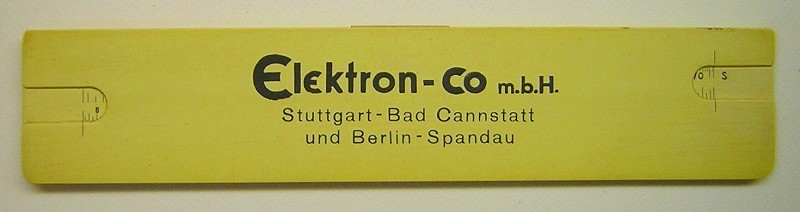 Elektron-Co m.b.H.
Stuttgart-Bad Cannstatt
und Berlin-Spandau
S